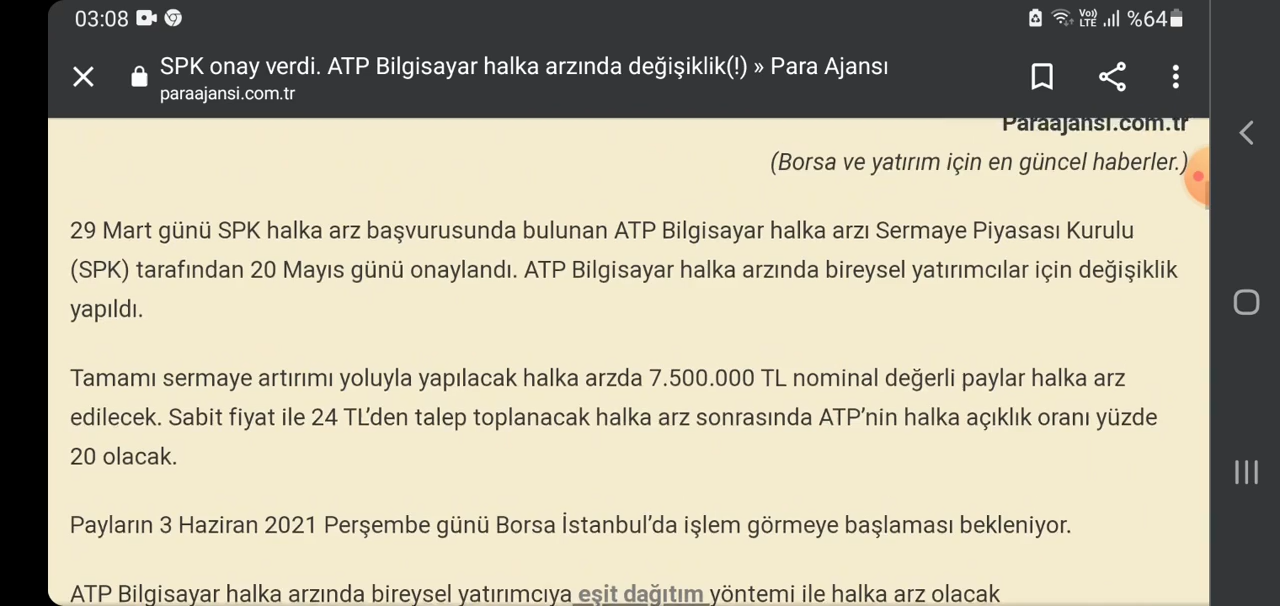 03:08
Vo)) LTE %64
SPK onay verdi. ATP Bilgisayar halka arzında değişiklik(!) » Para Ajansı
paraajansi.com.tr
Paraajansi.com.tr
(Borsa ve yatırım için en güncel haberler.)
29 Mart günü SPK halka arz başvurusunda bulunan ATP Bilgisayar halka arzı Sermaye Piyasası Kurulu
(SPK) tarafından 20 Mayıs günü onaylandı. ATP Bilgisayar halka arzında bireysel yatırımcılar için değişiklik
yapıldı.
Tamamı sermaye artırımı yoluyla yapılacak halka arzda 7.500.000 TL nominal değerli paylar halka arz
edilecek. Sabit fiyat ile 24 TL’den talep toplanacak halka arz sonrasında ATP’nin halka açıklık oranı yüzde
20 olacak.
Payların 3 Haziran 2021 Perşembe günü Borsa İstanbul’da işlem görmeye başlaması bekleniyor.
ATP Bilgisayar halka arzında bireysel yatırımcıya eşit dağıtım yöntemi ile halka arz olacak